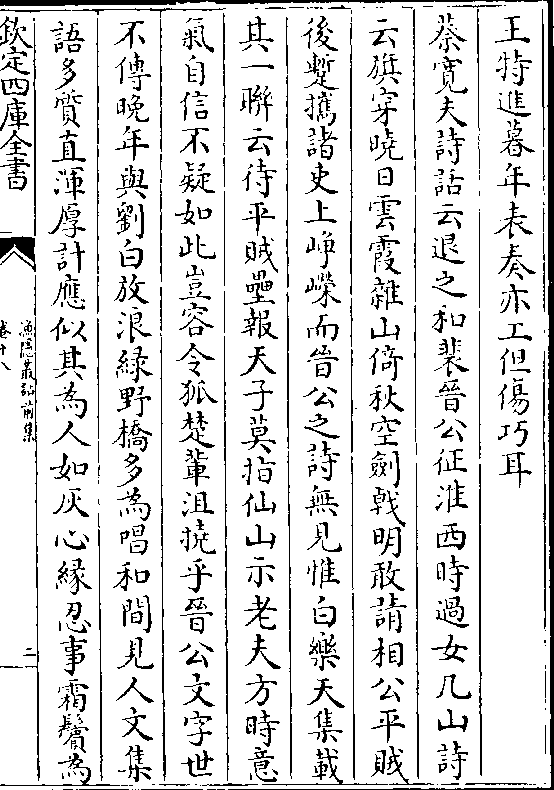 王特進暮年表奏亦工但傷巧耳
蔡寛夫詩話云退之和裴晉公征淮西時過女几山詩
云旗穿曉日雲霞雜山倚秋空劍㦸明敢請相公平賊
後暫攜諸吏上崢嶸而晉公之詩無見惟白樂天集載
其一聯云待平賊壘報天子莫指仙山示老夫方時意
氣自信不疑如此豈容令狐楚輩沮撓乎晉公文字世
不傳晚年與劉白放浪緑野橋多為唱和間見人文集
語多質直渾厚計應似其為人如灰心縁忍事霜鬢為
欽定四庫全書
漁隠叢話前集
卷十八
二